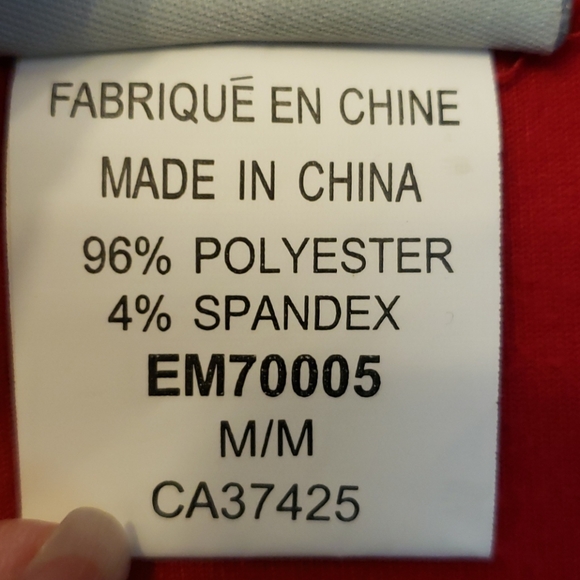 FABRIQUÉ EN CHINE
MADE IN CHINA
96% POLYESTER
4% SPANDEX
EM70005
M/M
CA37425